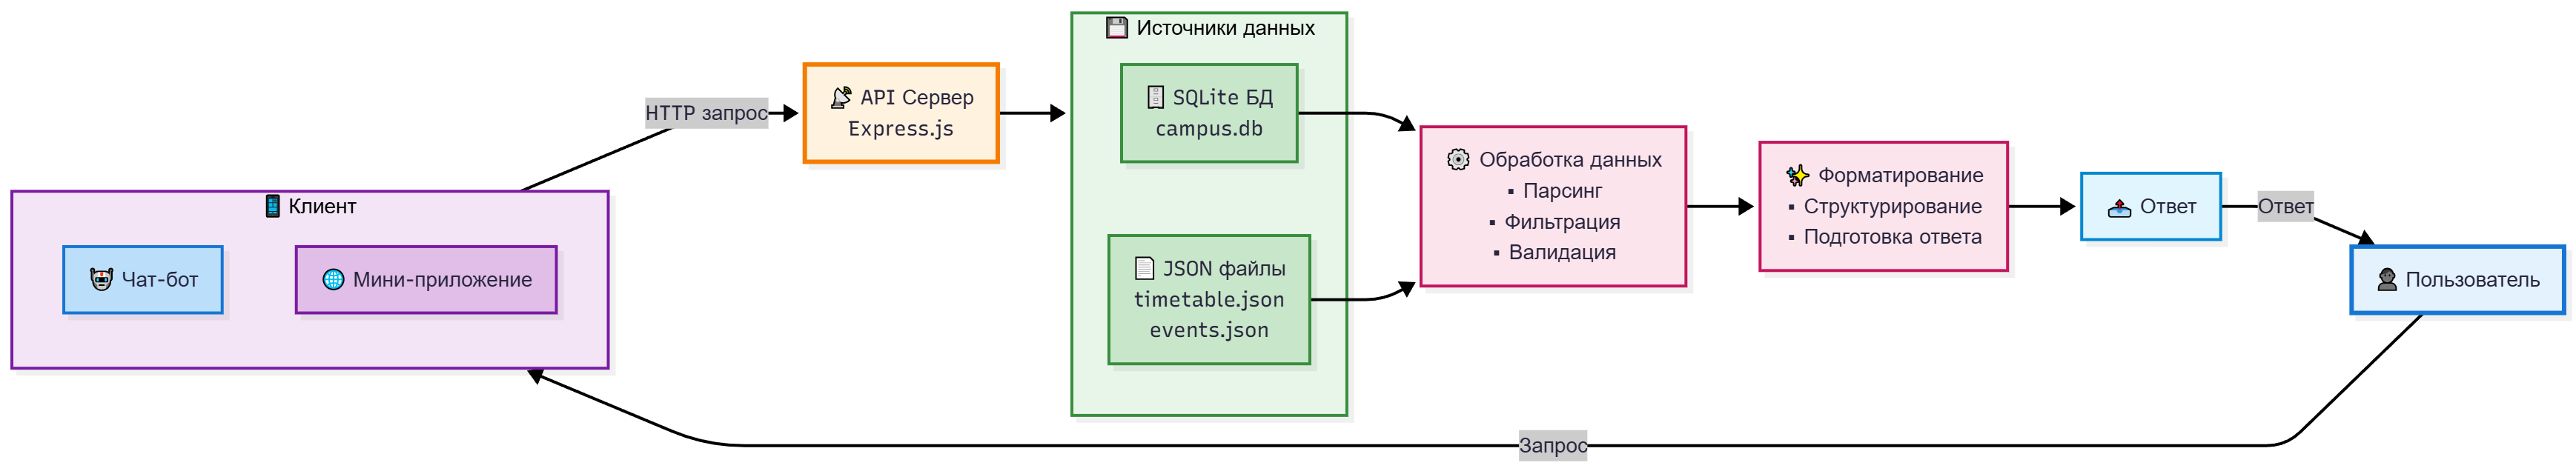 Клиент
Чат-бот
Мини-приложение
HTTP запрос
API Сервер
Express.js
Источники данных
SQLite БД
campus.db
JSON файлы
timetable.json
events.json
Обработка данных
▪ Парсинг
▪ Фильтрация
▪ Валидация
Форматирование
▪ Структурирование
▪ Подготовка ответа
Ответ
Ответ
Пользователь
Запрос